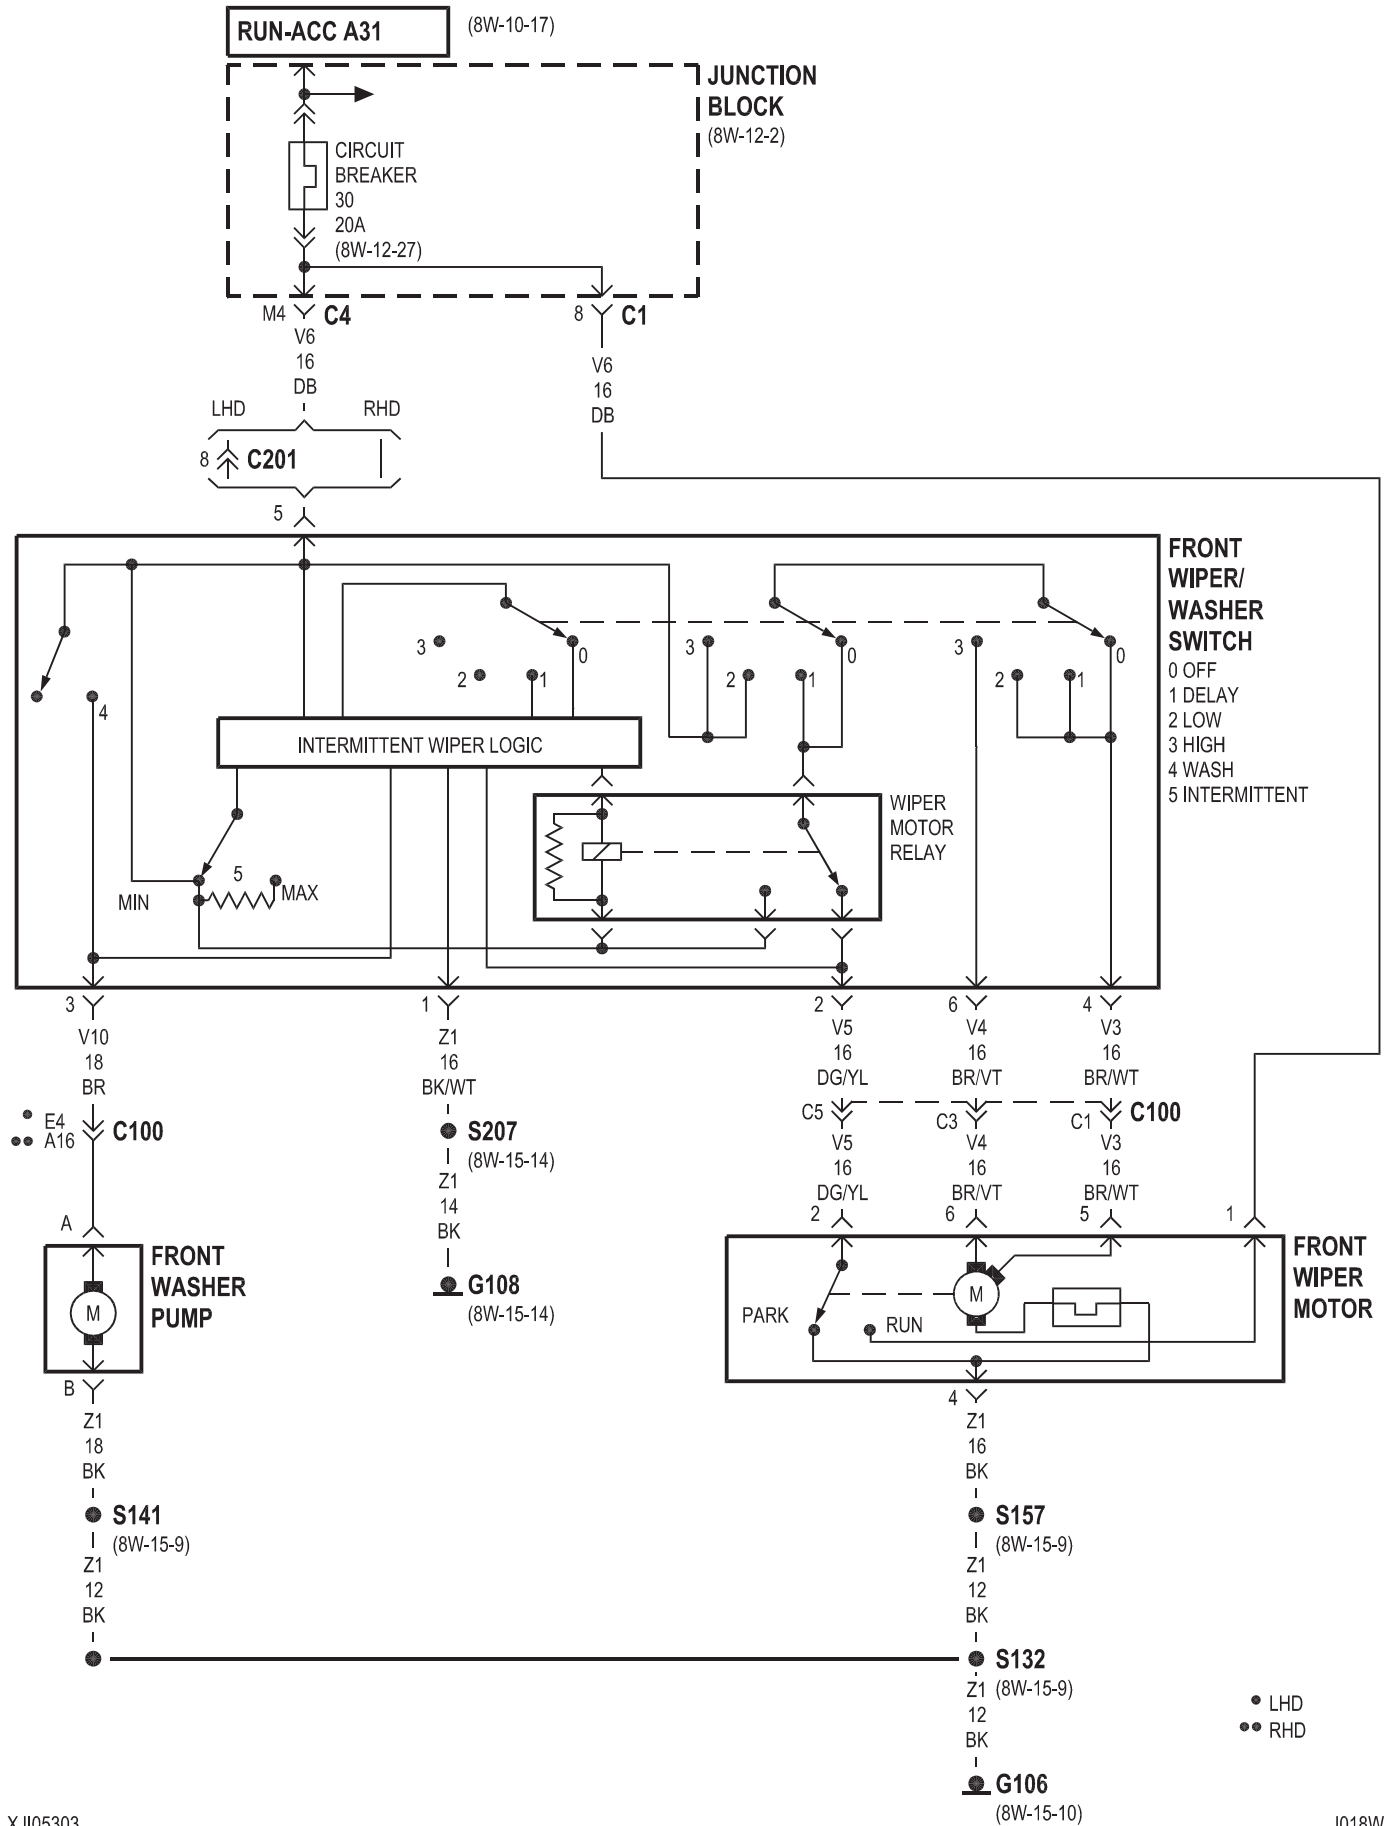 RUN-ACC A31
(8W-10-17)
JUNCTION
BLOCK
(8W-12-2)
CIRCUIT
BREAKER
30
20A
(8W-12-27)
M4
C4
8
C1
V6
16
DB
V6
16
DB
LHD
RHD
8
C201
5
FRONT
WIPER/
WASHER
SWITCH
0 OFF
1 DELAY
2 LOW
3 HIGH
4 WASH
5 INTERMITTENT
3
2
1
0
3
2
1
0
3
2
1
0
4
INTERMITTENT WIPER LOGIC
WIPER
MOTOR
RELAY
5
MIN
MAX
3
1
2
6
4
V10
18
BR
Z1
16
BK/WT
V5
16
DG/YL
V4
16
BR/VT
V3
16
BR/WT
E4
A16
C100
S207
(8W-15-14)
C5
C3
C1
C100
Z1
14
BK
V5
16
DG/YL
V4
16
BR/VT
V3
16
BR/WT
A
2
6
5
1
FRONT
WASHER
PUMP
M
G108
(8W-15-14)
FRONT
WIPER
MOTOR
PARK
RUN
M
B
4
Z1
18
BK
Z1
16
BK
S141
(8W-15-9)
S157
(8W-15-9)
Z1
12
BK
Z1
12
BK
S132
(8W-15-9)
Z1
12
BK
LHD
RHD
G106
(8W-15-10)
XJI05303
J018W